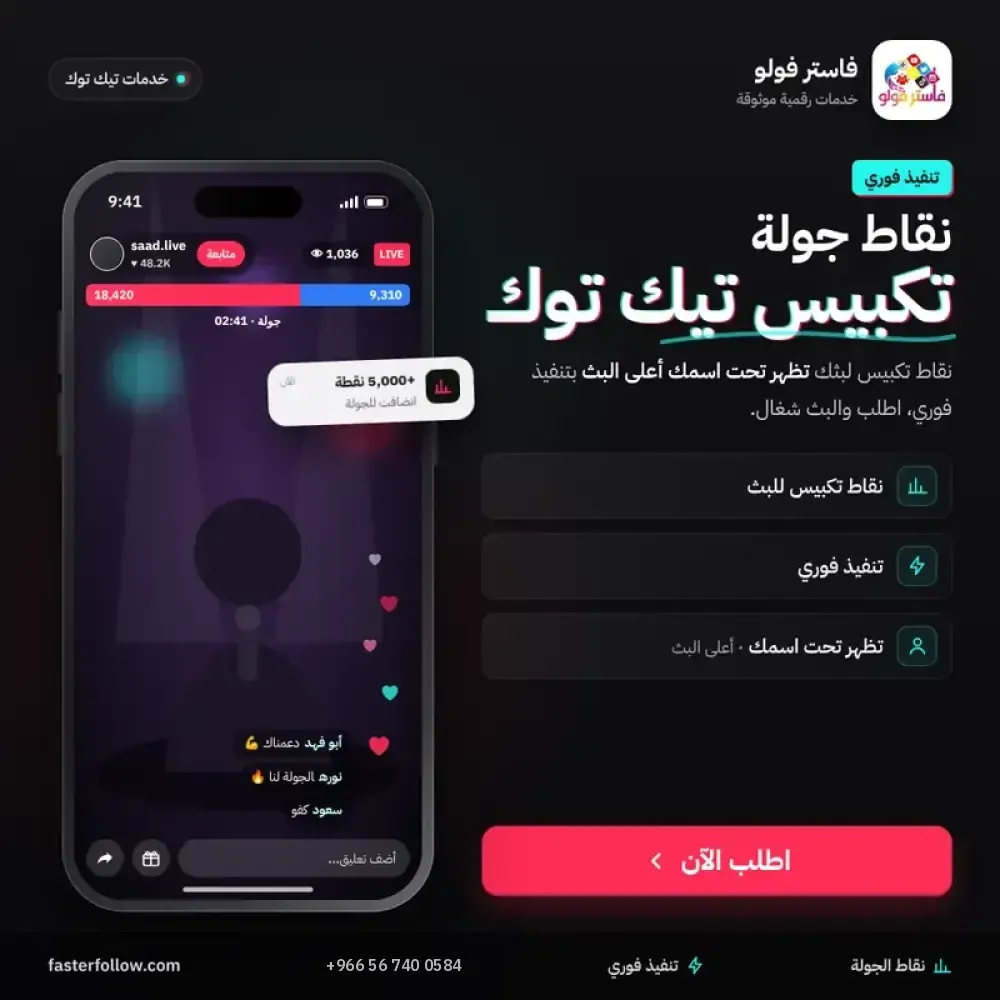 فاستر فولو
فاستر فولو
خدمات رقمية موثوقة
خدمات تيك توك
تنفيذ فوري
نقاط جولة
تكبيس تيك توك
نقاط تكبيس لبثك تظهر تحت اسمك أعلى البث بتنفيذ
فوري، اطلب والبث شغال.
نقاط تكبيس للبث
تنفيذ فوري
تظهر تحت اسمك · أعلى البث
اطلب الآن
9:41
saad.live
♥ 48.2K
متابعة
1,036
LIVE
18,420
9,310
جولة · 02:41
+5,000 نقطة
الآن
انضافت للجولة
أبو فهد دعمناك 💪
نوره الجولة لنا 🔥
سعود كفو
أضف تعليق...
نقاط الجولة
تنفيذ فوري
+966 56 740 0584
fasterfollow.com